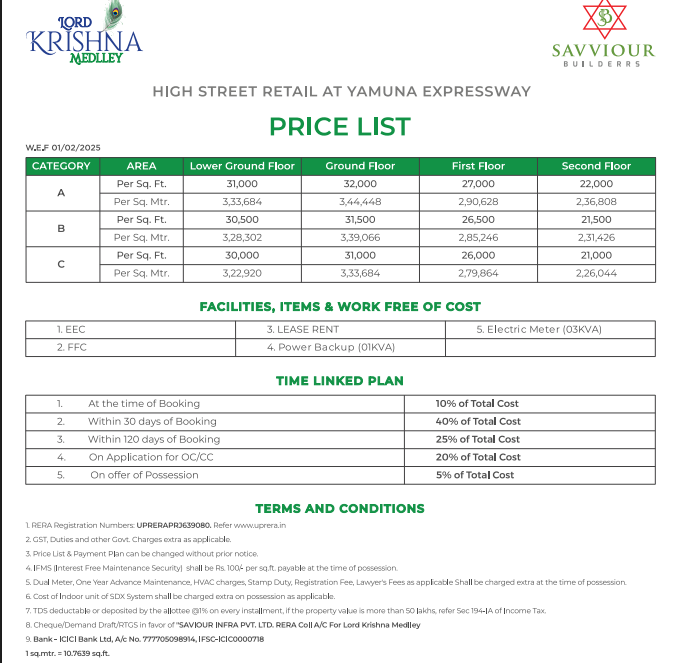 LORD
KRISHNA
MEDLLEY
SAVVIOUR
BUILDERRS
HIGH STREET RETAIL AT YAMUNA EXPRESSWAY
PRICE LIST
W.E.F 01/02/2025
CATEGORY AREA Lower Ground Floor Ground Floor First Floor Second Floor
A Per Sq. Ft. 31,000 32,000 27,000 22,000
Per Sq. Mtr. 3,33,684 3,44,448 2,90,628 2,36,808
B Per Sq. Ft. 30,500 31,500 26,500 21,500
Per Sq. Mtr. 3,28,302 3,39,066 2,85,246 2,31,426
C Per Sq. Ft. 30,000 31,000 26,000 21,000
Per Sq. Mtr. 3,22,920 3,33,684 2,79,864 2,26,044
FACILITIES, ITEMS & WORK FREE OF COST
1. EEC 3. LEASE RENT 5. Electric Meter (03KVA)
2. FFC 4. Power Backup (01KVA)
TIME LINKED PLAN
1. At the time of Booking 10% of Total Cost
2. Within 30 days of Booking 40% of Total Cost
3. Within 120 days of Booking 25% of Total Cost
4. On Application for OC/CC 20% of Total Cost
5. On offer of Possession 5% of Total Cost
TERMS AND CONDITIONS
1. RERA Registration Numbers: UPRERAPRJ639080. Refer www.uprera.in
2. GST, Duties and other Govt. Charges extra as applicable.
3. Price List & Payment Plan can be changed without prior notice.
4. IFMS (Interest Free Maintenance Security) shall be Rs. 100/- per sq.ft. payable at the time of possession.
5. Dual Meter, One Year Advance Maintenance, HVAC charges, Stamp Duty, Registration Fee, Lawyer's Fees as applicable Shall be charged extra at the time of possession.
6. Cost of Indoor unit of SDX System shall be charged extra on possession as applicable.
7. TDS deductable or deposited by the allottee @1% on every installment, if the property value is more than 50 lakhs, refer Sec 194-IA of Income Tax.
8. Cheque/Demand Draft/RTGS in favor of "SAVIOUR INFRA PVT. LTD. RERA Coll A/C For Lord Krishna Medlley
9. Bank – ICICI Bank Ltd, A/c No. 777705098914, IFSC-ICIC0000718
1 sq.mtr. = 10.7639 sq.ft.